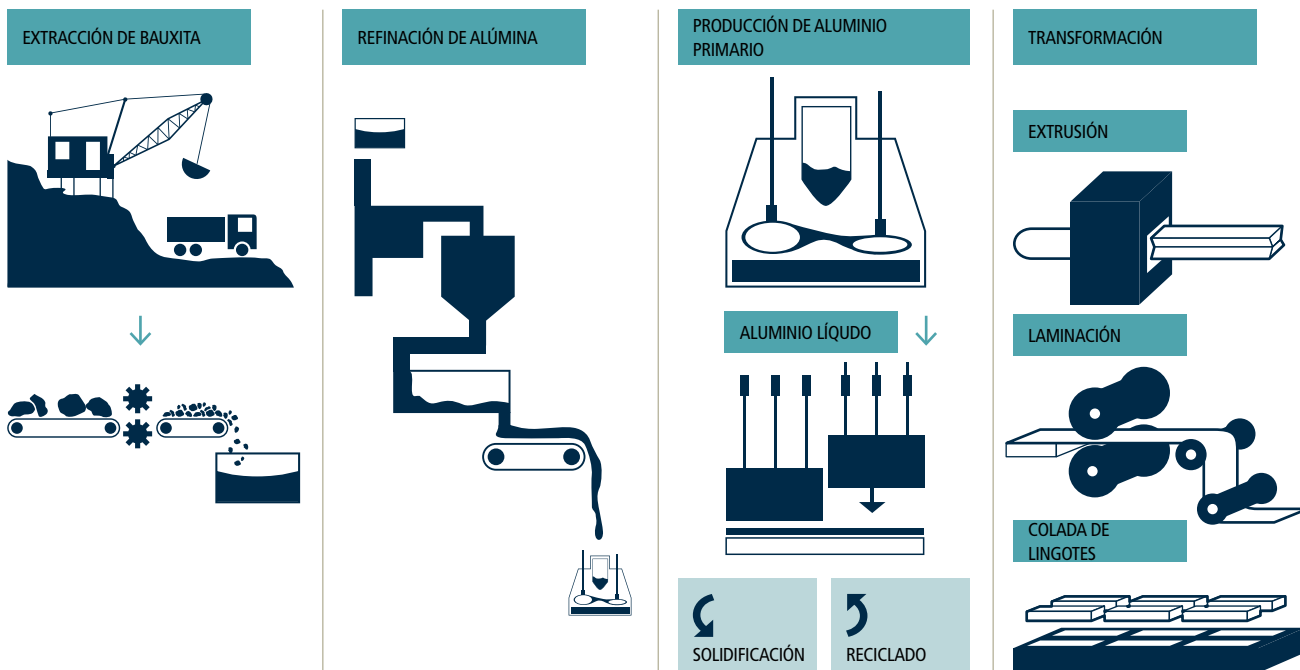 EXTRACCIÓN DE BAUXITA
REFINACIÓN DE ALÚMINA
PRODUCCIÓN DE ALUMINIO
PRIMARIO
ALUMINIO LÍQUDO
SOLIDIFICACIÓN
RECICLADO
TRANSFORMACIÓN
EXTRUSIÓN
LAMINACIÓN
COLADA DE
LINGOTES